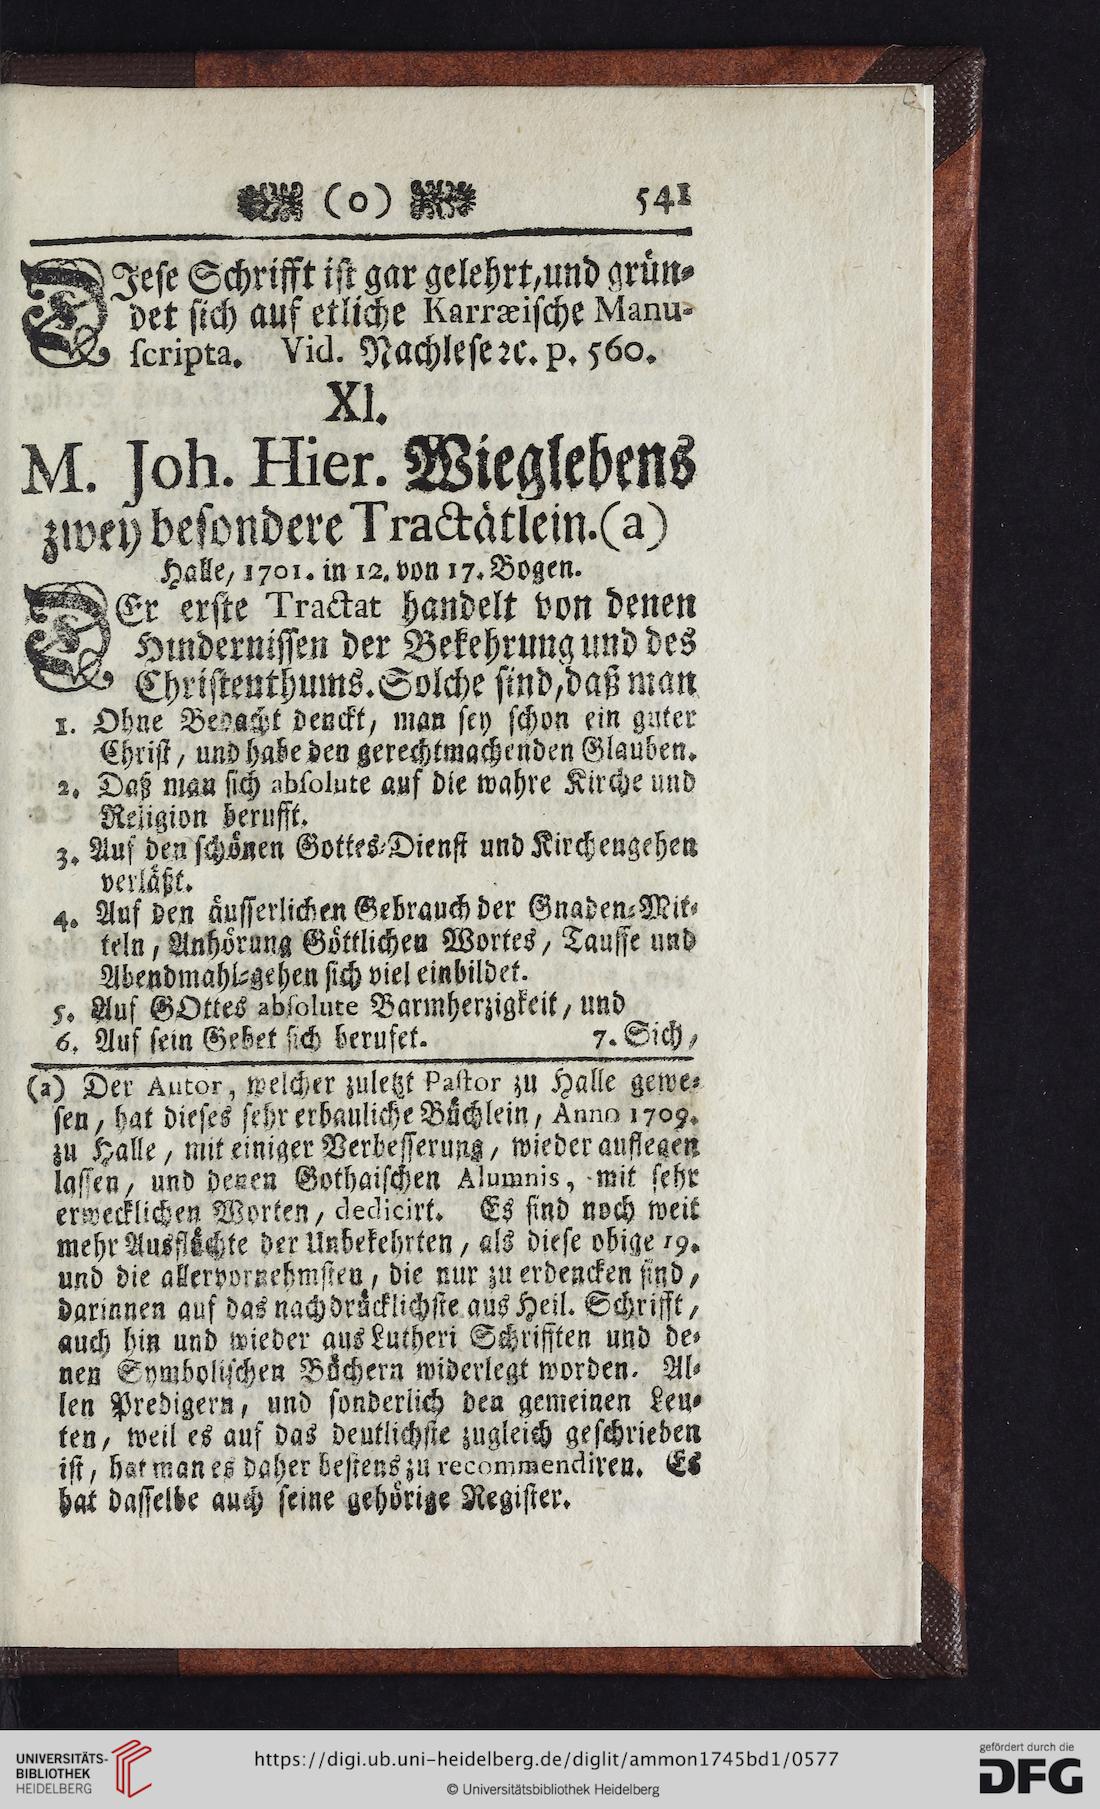 (o) 541
DJese Schrifft ist gar gelehrt, und grün-
det sich auf etliche Karræische Manu-
scripta. Vid. Nachlese ꝛc. p. 560.
XI.
M. Joh. Hier. Wieglebens
zwey besondere Tractätlein. (a)
Halle, 1701. in 12. von 17. Bogen.
DEr erste Tractat handelt von denen
Hindernissen der Bekehrung und des
Christenthums. Solche sind, daß man
1. Ohne Bedacht denckt, man sey schon ein guter
Christ, und habe den gerechtmachenden Glauben.
2. Daß man sich absolute auf die wahre Kirche und
Religion berufft.
3. Auf den schönen Gottes-Dienst und Kirchengehen
verläßt.
4. Auf den äusserlichen Gebrauch der Gnaden-Mit-
teln, Anhörung Göttlichen Wortes, Tauffe und
Abendmahl-gehen sich viel einbildet.
5. Auf GOttes absolute Barmherzigkeit, und
6. Auf sein Gebet sich berufet. 7. Sich,
(a) Der Autor, welcher zuletzt Pastor zu Halle gewe-
sen, hat dieses sehr erbauliche Büchlein, Anno 1709.
zu Halle, mit einiger Verbesserung, wieder auflegen
lassen, und denen Gothaischen Alumnis, mit sehr
erwecklichen Worten, dedicirt. Es sind noch weit
mehr Ausflüchte der Unbekehrten, als diese obige 19.
und die allervornehmsten, die nur zu erdencken sind,
darinnen auf das nachdrücklichste aus Heil. Schrifft,
auch hin und wieder aus Lutheri Schrifften und de-
nen Symbolischen Büchern widerlegt worden. Al-
len Predigern, und sonderlich den gemeinen Leu-
ten, weil es auf das deutlichste zugleich geschrieben
ist, hat man es daher bestens zu recommendiren. Es
hat dasselbe auch seine gehörige Register.
UNIVERSITÄTS-
BIBLIOTHEK
HEIDELBERG
https://digi.ub.uni-heidelberg.de/diglit/ammon1745bd1/0577
© Universitätsbibliothek Heidelberg
gefördert durch die
DFG